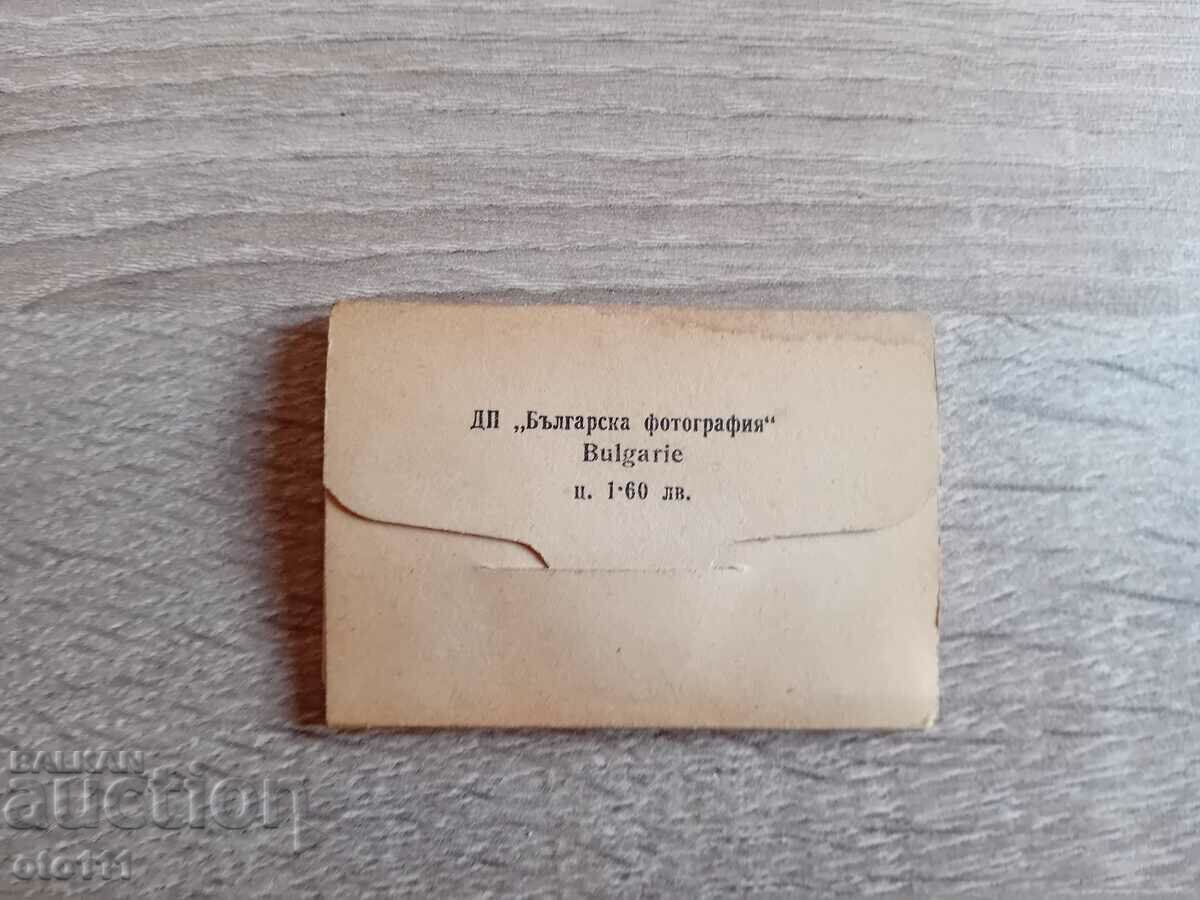 ДП „Българска фотография“
Bulgarie
ц. 1·60 лв.
BALKAN
auction
olo111